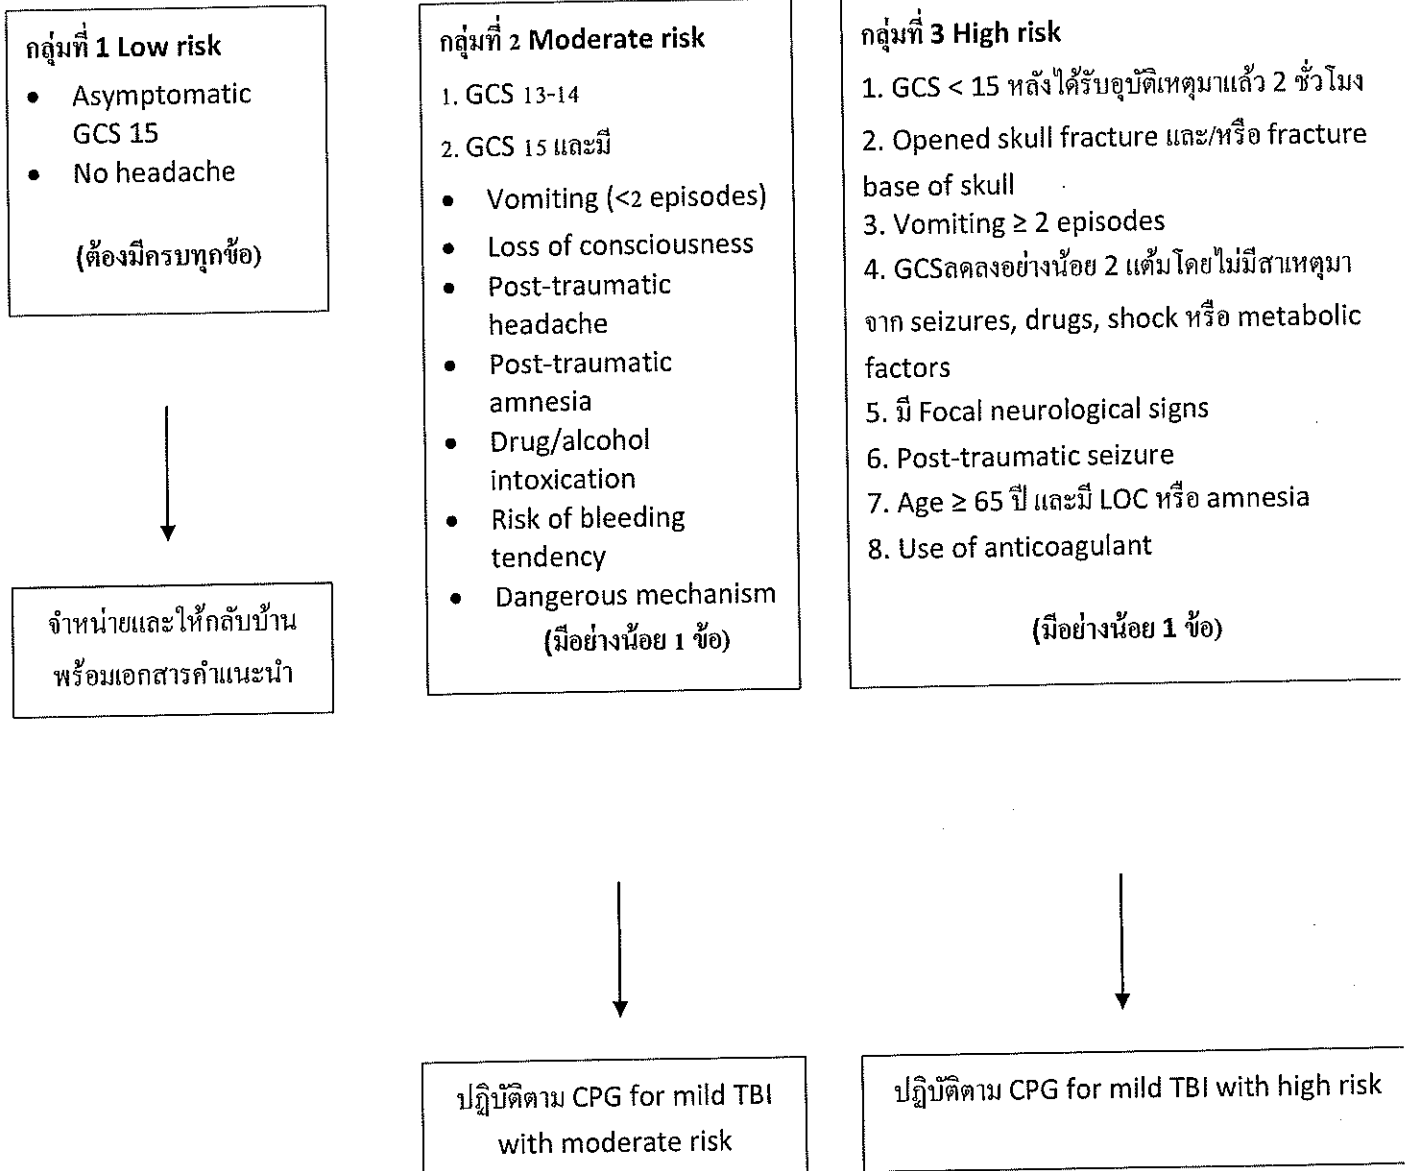 กลุ่มที่ 1 Low risk
• Asymptomatic
GCS 15
• No headache
(ต้องมีครบทุกข้อ)
จำหน่ายและให้กลับบ้าน
พร้อมเอกสารคำแนะนำ
กลุ่มที่ 2 Moderate risk
1. GCS 13-14
2. GCS 15 และมี
• Vomiting (<2 episodes)
• Loss of consciousness
• Post-traumatic
headache
• Post-traumatic
amnesia
• Drug/alcohol
intoxication
• Risk of bleeding
tendency
• Dangerous mechanism
(มีอย่างน้อย 1 ข้อ)
ปฏิบัติตาม CPG for mild TBI
with moderate risk
กลุ่มที่ 3 High risk
1. GCS < 15 หลังได้รับอุบัติเหตุมาแล้ว 2 ชั่วโมง
2. Opened skull fracture และ/หรือ fracture
base of skull
3. Vomiting ≥ 2 episodes
4. GCSลดลงอย่างน้อย 2 แต้มโดยไม่มีสาเหตุมา
จาก seizures, drugs, shock หรือ metabolic
factors
5. มี Focal neurological signs
6. Post-traumatic seizure
7. Age ≥ 65 ปี และมี LOC หรือ amnesia
8. Use of anticoagulant
(มีอย่างน้อย 1 ข้อ)
ปฏิบัติตาม CPG for mild TBI with high risk